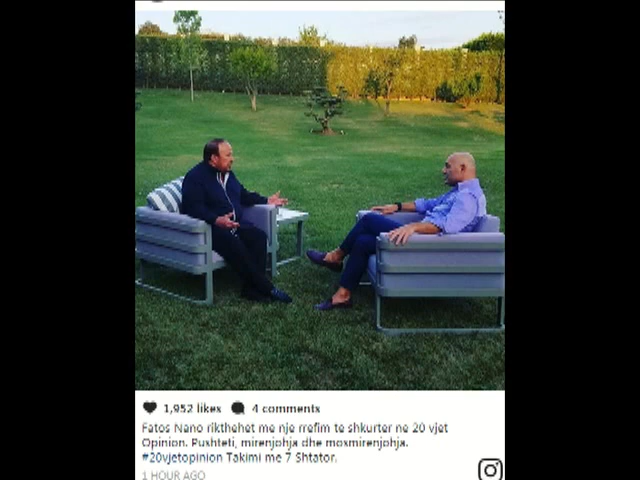 1,952 likes 4 comments
Fatos Nano rikthehet me nje rrefim te shkurter ne 20 vjet
Opinion. Pushteti, mirenjohja dhe mosmirenjohja.
#20vjetopinion Takimi me 7 Shtator.
1 HOUR AGO